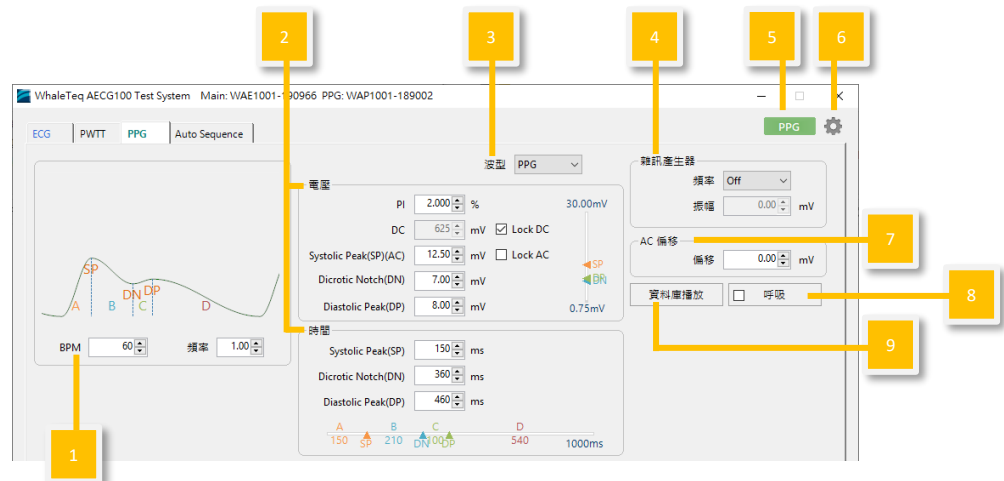 2
3
4
5
6
WhaleTeq AECG100 Test System Main: WAE1001-190966 PPG: WAP1001-189002
ECG
PWTT
PPG
Auto Sequence
PPG
波型 PPG
電壓
PI 2.000 %
DC 625 mV Lock DC
Systolic Peak(SP)(AC) 12.50 mV Lock AC
Dicrotic Notch(DN) 7.00 mV
Diastolic Peak(DP) 8.00 mV
30.00mV
SP
DN
0.75mV
雜訊產生器
頻率 Off
振幅 0.00 mV
AC 偏移
偏移 0.00 mV
7
資料庫播放
呼吸
8
9
SP
DN
DP
A
B
C
D
BPM 60
頻率 1.00
1
時間
Systolic Peak(SP) 150 ms
Dicrotic Notch(DN) 360 ms
Diastolic Peak(DP) 460 ms
A B C D
150 SP 210 DN 100 DP 540 1000ms